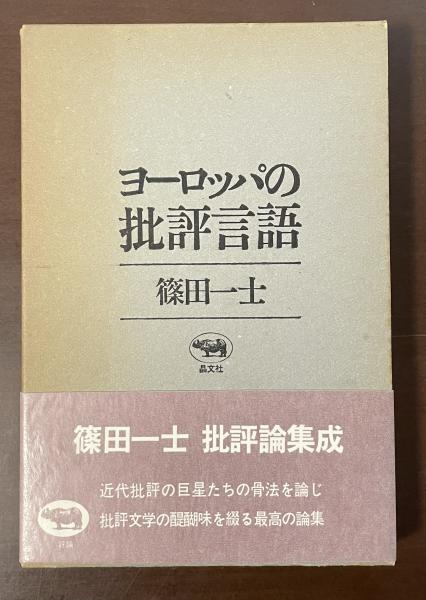 ヨーロッパの
批評言語
篠田一士
晶文社
篠田一士 批評論集成
近代批評の巨星たちの骨法を論じ
批評文学の醍醐味を綴る最高の論集
評論